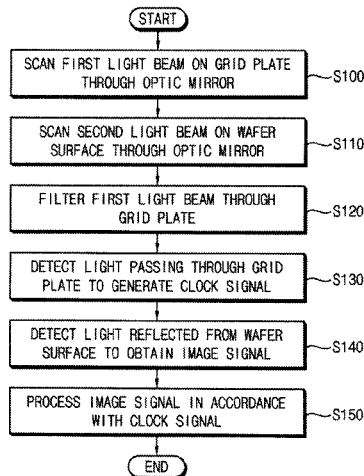 START
SCAN FIRST LIGHT BEAM ON GRID PLATE
THROUGH OPTIC MIRROR
S100
SCAN SECOND LIGHT BEAM ON WAFER
SURFACE THROUGH OPTIC MIRROR
S110
FILTER FIRST LIGHT BEAM THROUGH
GRID PLATE
S120
DETECT LIGHT PASSING THROUGH GRID
PLATE TO GENERATE CLOCK SIGNAL
S130
DETECT LIGHT REFLECTED FROM WAFER
SURFACE TO OBTAIN IMAGE SIGNAL
S140
PROCESS IMAGE SIGNAL IN ACCORDANCE
WITH CLOCK SIGNAL
S150
END